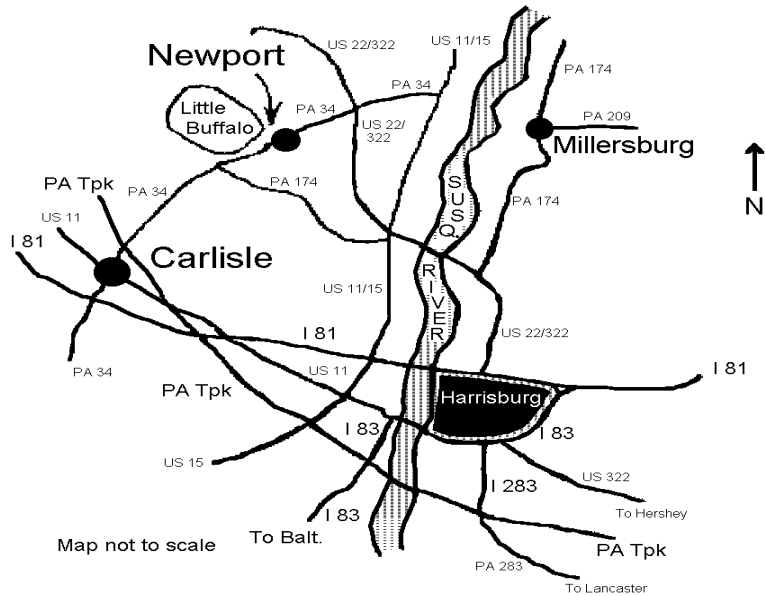 US 22/322
US 11/15
Newport
PA 174
PA 34
Little
Buffalo
PA 34
US 22/
322
PA 209
Millersburg
PA Tpk
PA 34
PA 174
SUSQ.
PA 174
N
US 11
I 81
Carlisle
RIVER
US 11/15
US 22/322
I 81
PA 34
US 11
I 81
PA Tpk
Harrisburg
I 83
I 83
US 15
I 283
US 322
I 83
To Hershey
To Balt.
Map not to scale
PA Tpk
PA 283
To Lancaster